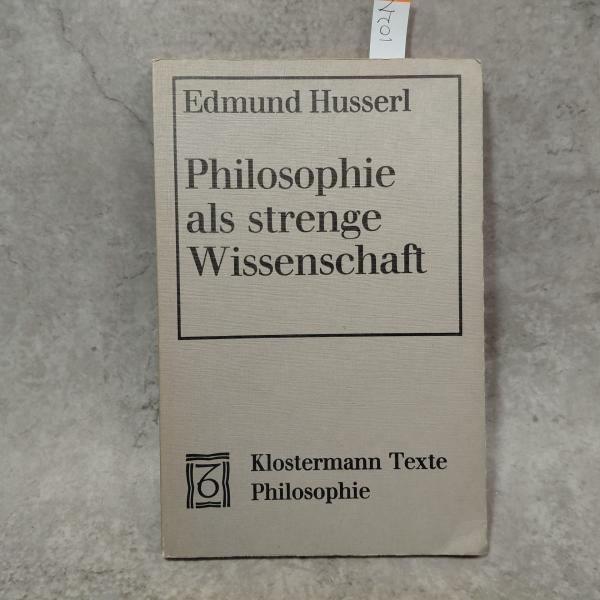 Edmund Husserl
Philosophie
als strenge
Wissenschaft
Klostermann Texte
Philosophie